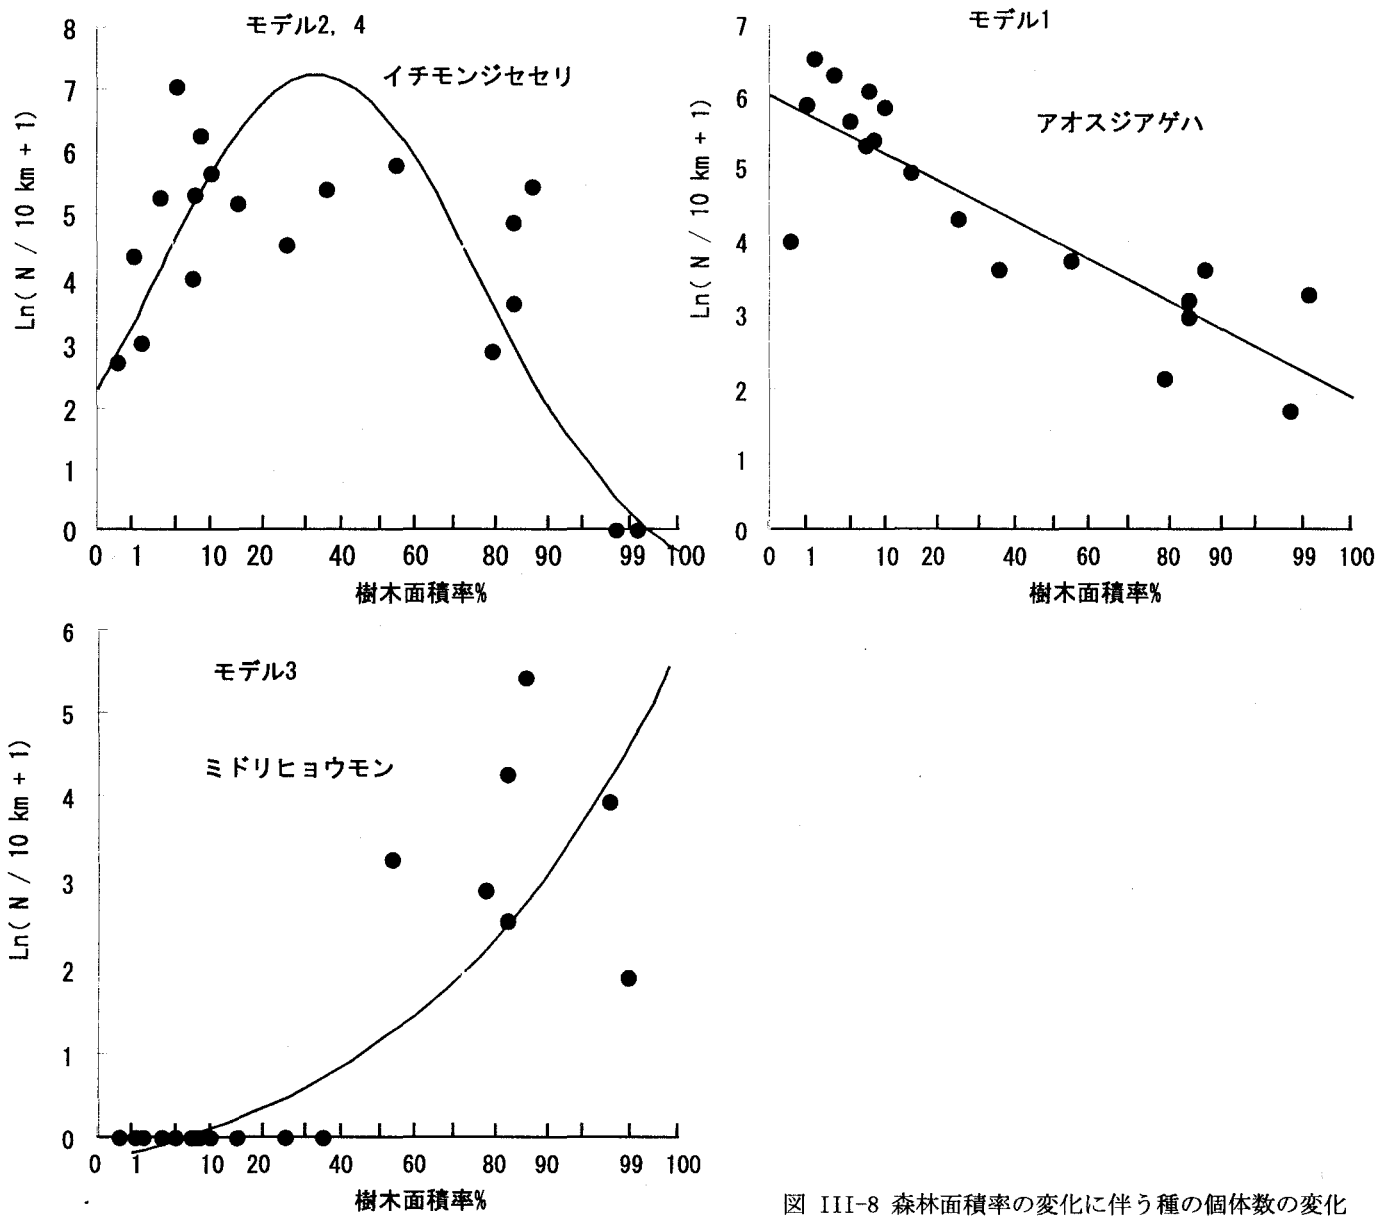 モデル2, 4
イチモンジセセリ
Ln( N / 10 km + 1)
8
7
6
5
4
3
2
1
0
0 1 10 20 40 60 80 90 99 100
樹木面積率%
モデル1
アオスジアゲハ
Ln( N / 10 km + 1)
7
6
5
4
3
2
1
0
0 1 10 20 40 60 80 90 99 100
樹木面積率%
モデル3
ミドリヒョウモン
Ln( N / 10 km + 1)
6
5
4
3
2
1
0
0 1 10 20 40 60 80 90 99 100
樹木面積率%
図 III-8 森林面積率の変化に伴う種の個体数の変化